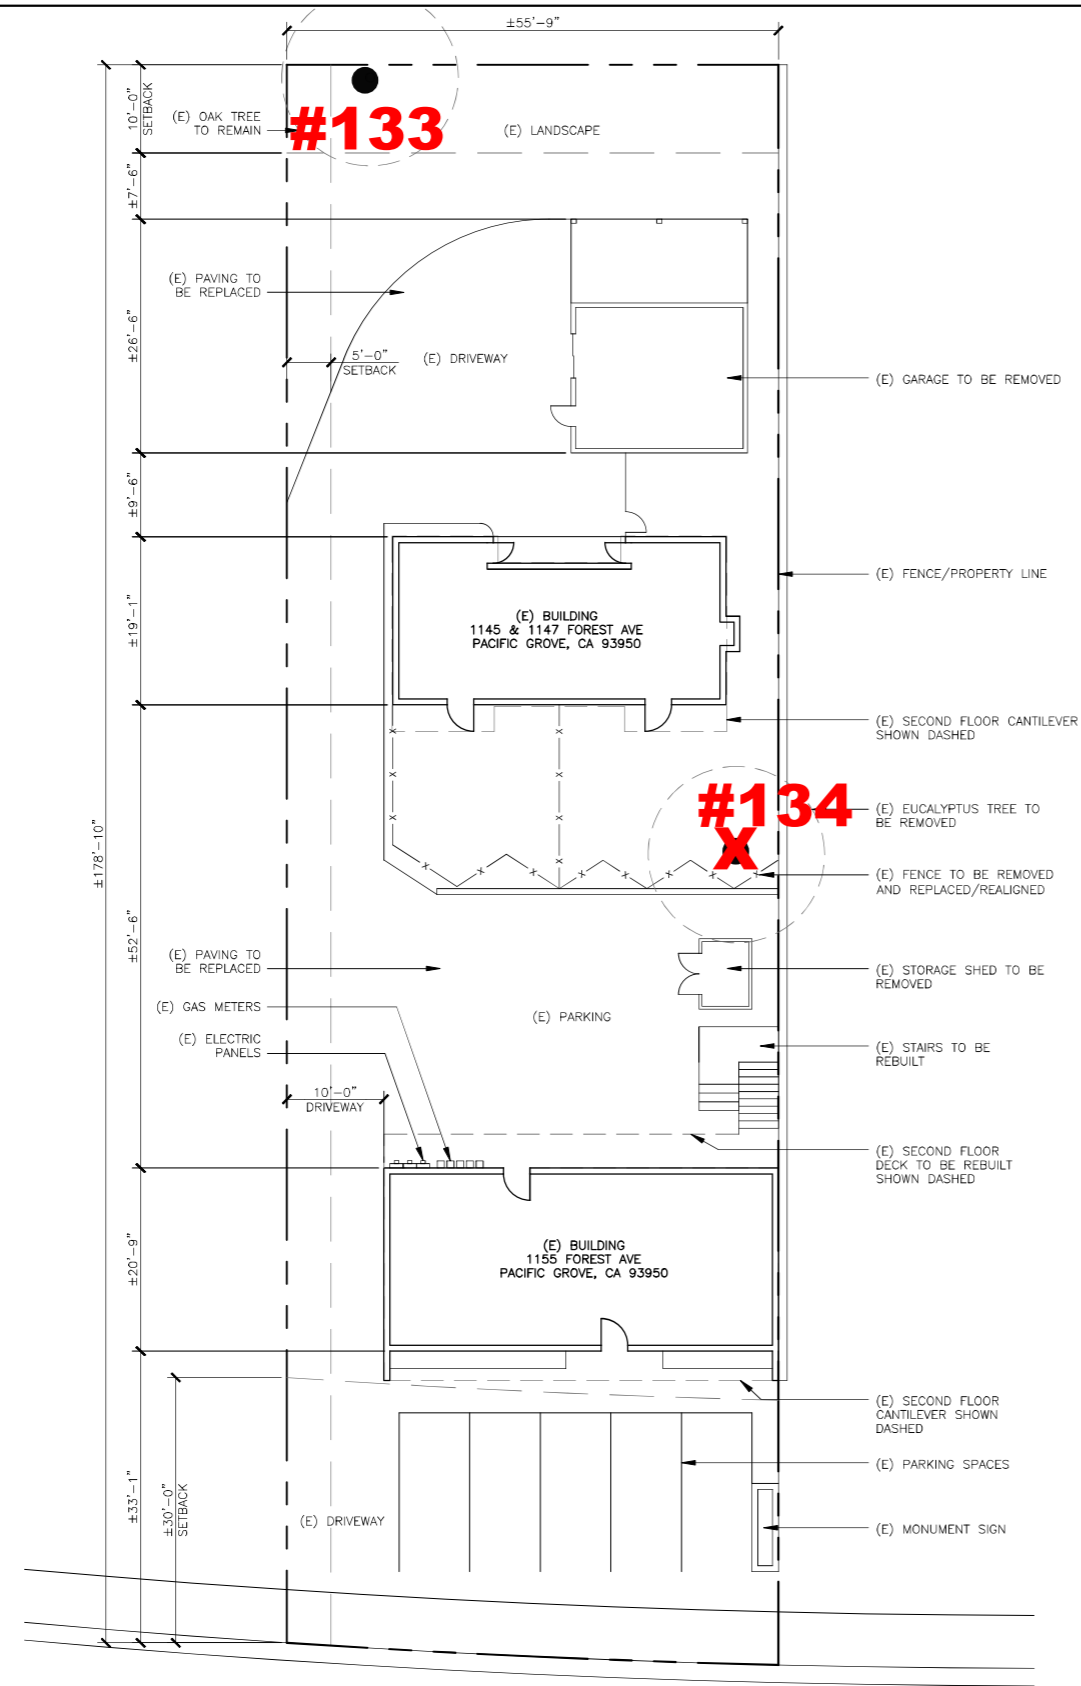 ±55'-9"
10'-0"
SETBACK
(E) OAK TREE
TO REMAIN
#133
(E) LANDSCAPE
±7'-6"
(E) PAVING TO
BE REPLACED
±26'-6"
5'-0"
SETBACK
(E) DRIVEWAY
(E) GARAGE TO BE REMOVED
±9'-6"
(E) FENCE/PROPERTY LINE
±19'-1"
(E) BUILDING
1145 & 1147 FOREST AVE
PACIFIC GROVE, CA 93950
(E) SECOND FLOOR CANTILEVER
SHOWN DASHED
#134
X
(E) EUCALYPTUS TREE TO
BE REMOVED
±178'-10"
(E) FENCE TO BE REMOVED
AND REPLACED/REALIGNED
±52'-6"
(E) PAVING TO
BE REPLACED
(E) STORAGE SHED TO BE
REMOVED
(E) GAS METERS
(E) PARKING
(E) ELECTRIC
PANELS
(E) STAIRS TO BE
REBUILT
10'-0"
DRIVEWAY
(E) SECOND FLOOR
DECK TO BE REBUILT
SHOWN DASHED
±20'-9"
(E) BUILDING
1155 FOREST AVE
PACIFIC GROVE, CA 93950
(E) SECOND FLOOR
CANTILEVER SHOWN
DASHED
(E) PARKING SPACES
±33'-1"
±30'-0"
SETBACK
(E) DRIVEWAY
(E) MONUMENT SIGN